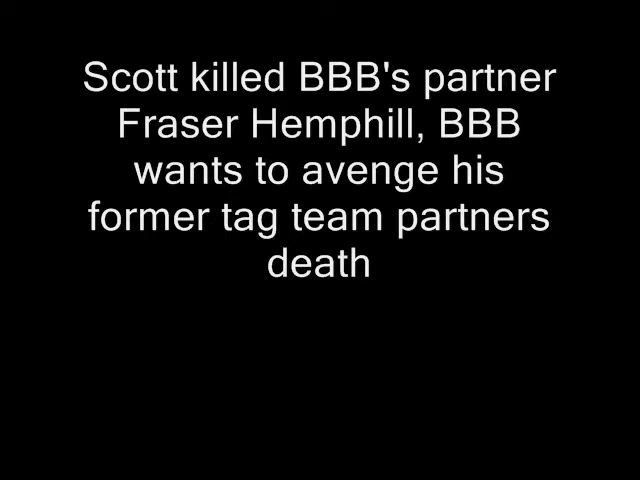 Scott killed BBB's partner
Fraser Hemphill, BBB
wants to avenge his
former tag team partners
death